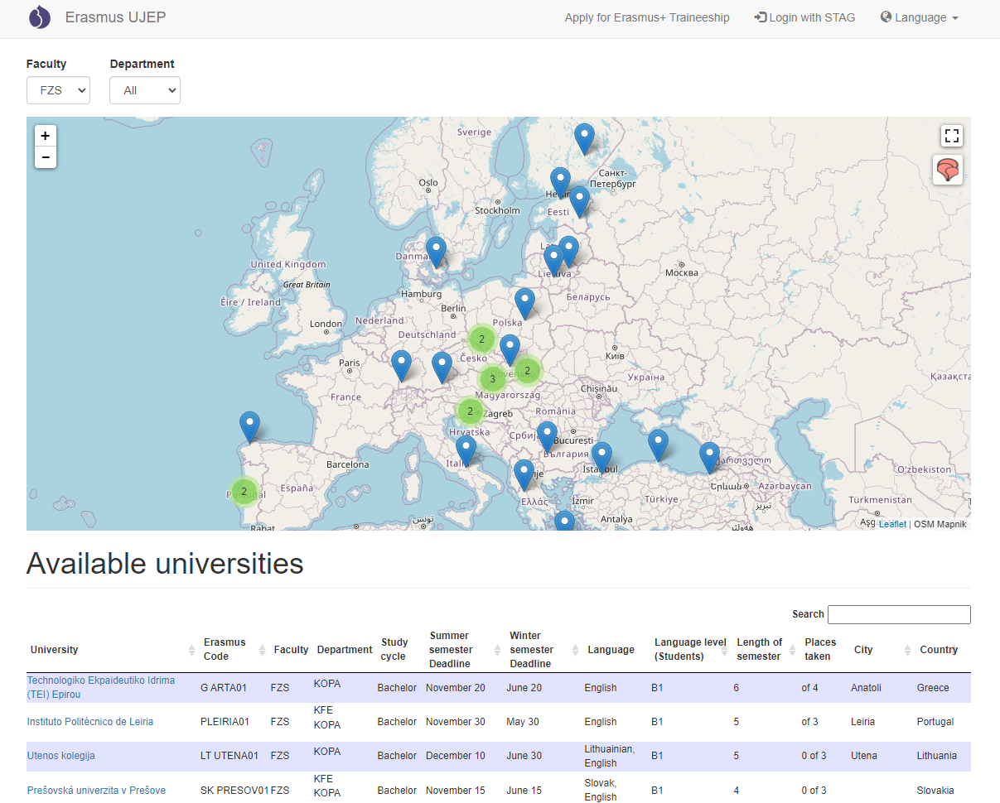 Erasmus UJEP
Apply for Erasmus+ Traineeship
Login with STAG
Language
Faculty
Department
FZS
All
+
−
Sverige
Санкт-
Петербург
Oslo
Stockholm
Eesti
United Kingdom
Great Britain
Éire / Ireland
Москва
Lietuva
Беларусь
Hamburg
Berlin
Nederland
London
Polska
Deutschland
2
Київ
Česko
Paris
3
2
Україна
Chișinău
Қазақста
France
Magyarország
2
Zagreb
România
Hrvatska
București
България
Barcelona
İstanbul
Oʻzbekiston
España
2
Երևան
Azərbaycan
Ελλάς
İzmir
Türkiye
Türkmenistan
تونس
Antalya
Rabat
Leaflet | OSM Mapnik
Available universities
Search
University
Erasmus Code
Faculty
Department
Study cycle
Summer semester Deadline
Winter semester Deadline
Language
Language level (Students)
Length of semester
Places taken
City
Country
Technologiko Ekpaideutiko Idrima (TEI) Epirou G ARTA01 FZS KOPA Bachelor November 20 June 20 English B1 6 of 4 Anatoli Greece
Instituto Politécnico de Leiria PLEIRIA01 FZS KFE KOPA Bachelor November 30 May 30 English B1 5 of 3 Leiria Portugal
Utenos kolegija LT UTENA01 FZS KOPA Bachelor December 10 June 30 Lithuainian, English B1 5 0 of 3 Utena Lithuania
Prešovská univerzita v Prešove SK PRESOV01 FZS KFE KOPA Bachelor November 15 June 15 Slovak, English B1 4 0 of 3 Slovakia